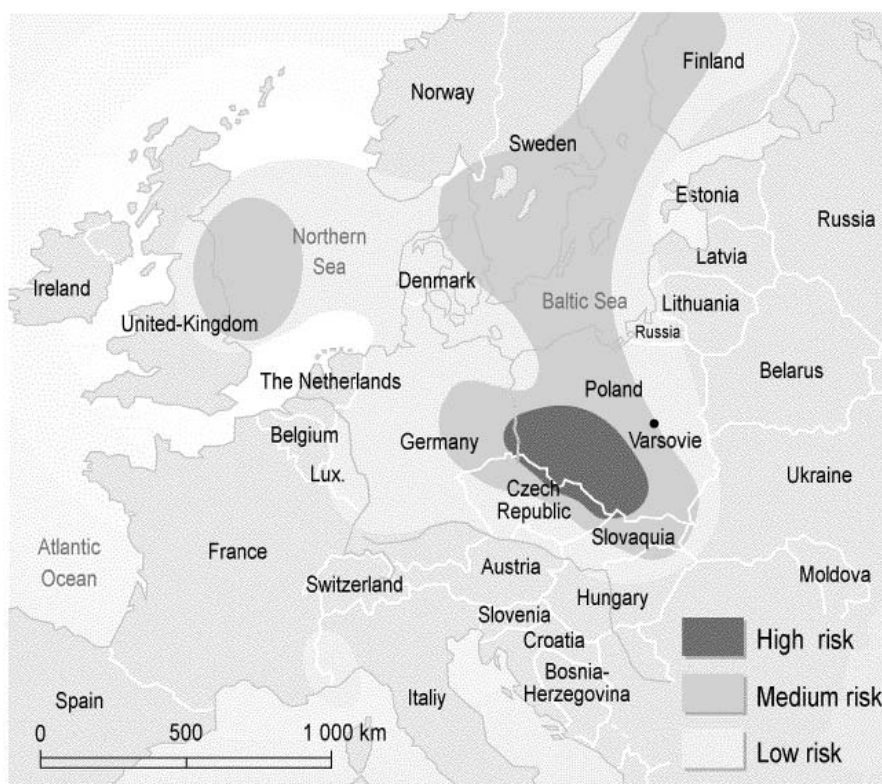 Finland
Norway
Sweden
Estonia
Russia
Northern
Sea
Latvia
Denmark
Ireland
Baltic Sea
Lithuania
United-Kingdom
Russia
Belarus
The Netherlands
Poland
Belgium
Germany
Varsovie
Lux.
Czech
Republic
Ukraine
Slovaquia
Atlantic
Ocean
France
Austria
Moldova
Switzerland
Hungary
Slovenia
Croatia
High risk
Bosnia-
Herzegovina
Spain
Italiy
Medium risk
0 500 1 000 km
Low risk